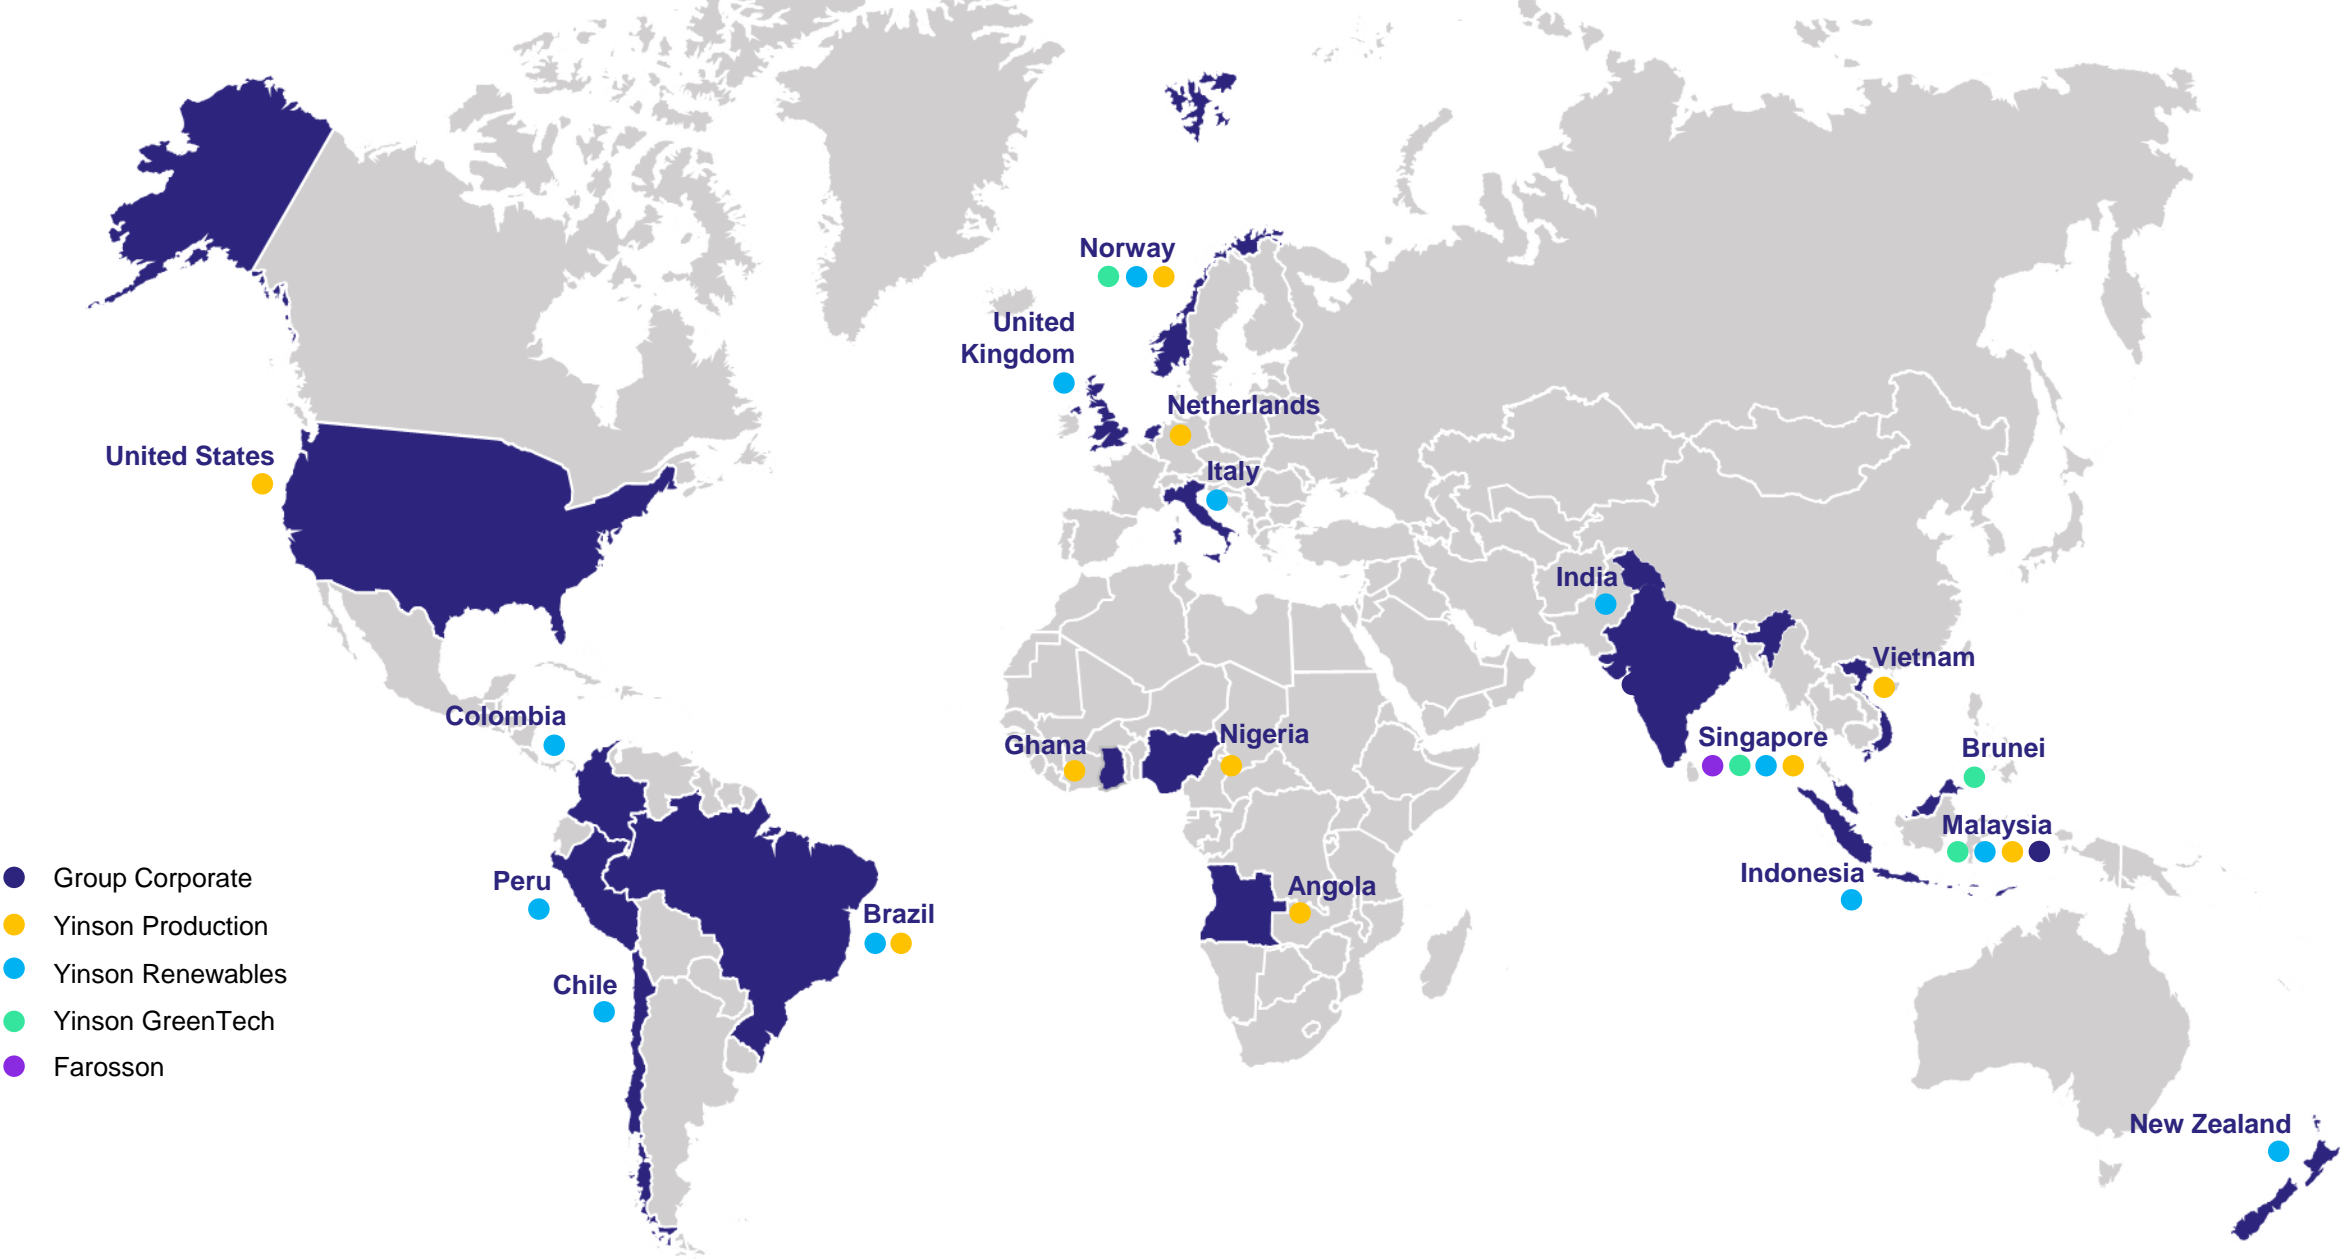 Norway
United
Kingdom
Netherlands
United States
Italy
India
Vietnam
Colombia
Ghana
Nigeria
Singapore
Brunei
Malaysia
Indonesia
Peru
Angola
Brazil
Chile
New Zealand
Group Corporate
Yinson Production
Yinson Renewables
Yinson GreenTech
Farosson